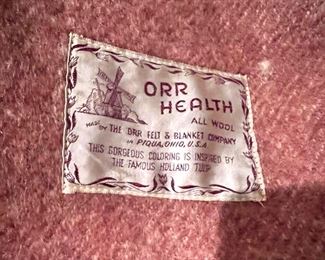 ORR
HEALTH
ALL WOOL
MADE BY THE ORR FELT & BLANKET COMPANY
IN PIQUA, OHIO, U.S.A
THIS GORGEOUS COLORING IS INSPIRED BY
THE FAMOUS HOLLAND TULIP